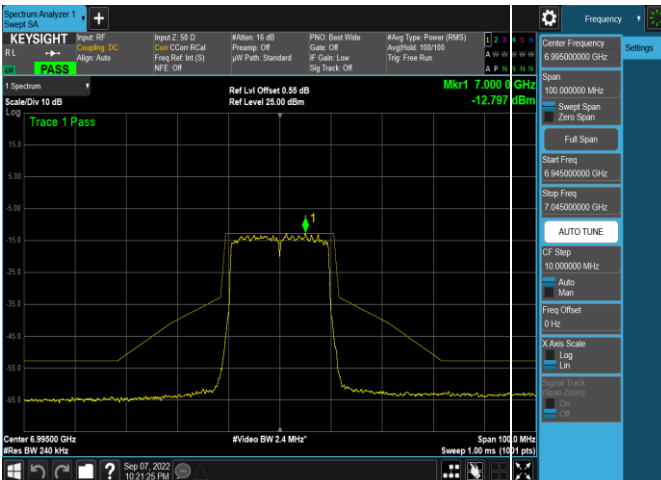 Spectrum Analyzer 1
Swept SA
+
Frequency
KEYSIGHT
R L
LW
PASS
Input: RF
Coupling: DC
Align: Auto
Input Z: 50 Ω
Corr CCorr RCal
Freq Ref: Int (S)
NFE: Off
#Atten: 16 dB
Preamp: Off
µW Path: Standard
PNO: Best Wide
Gate: Off
IF Gain: Low
Sig Track: Off
#Avg Type: Power (RMS)
Avg|Hold: 100/100
Trig: Free Run
1 2 3 4 5 6
A W W W W W
A P N N N N
1 Spectrum
Scale/Div 10 dB
Log
Ref Lvl Offset 0.55 dB
Ref Level 25.00 dBm
Mkr1 7.000 0 GHz
-12.797 dBm
Trace 1 Pass
15.0
5.00
-5.00
-15.0
-25.0
-35.0
-45.0
-55.0
-65.0
1
Center 6.99500 GHz
#Res BW 240 kHz
#Video BW 2.4 MHz*
Span 100.0 MHz
Sweep 1.00 ms (1001 pts)
?
Sep 07, 2022
10:21:25 PM
Center Frequency
6.995000000 GHz
Settings
Span
100.000000 MHz
Swept Span
Zero Span
Full Span
Start Freq
6.945000000 GHz
Stop Freq
7.045000000 GHz
AUTO TUNE
CF Step
10.000000 MHz
Auto
Man
Freq Offset
0 Hz
X Axis Scale
Log
Lin
Signal Track
(Span Zoom)
On
Off